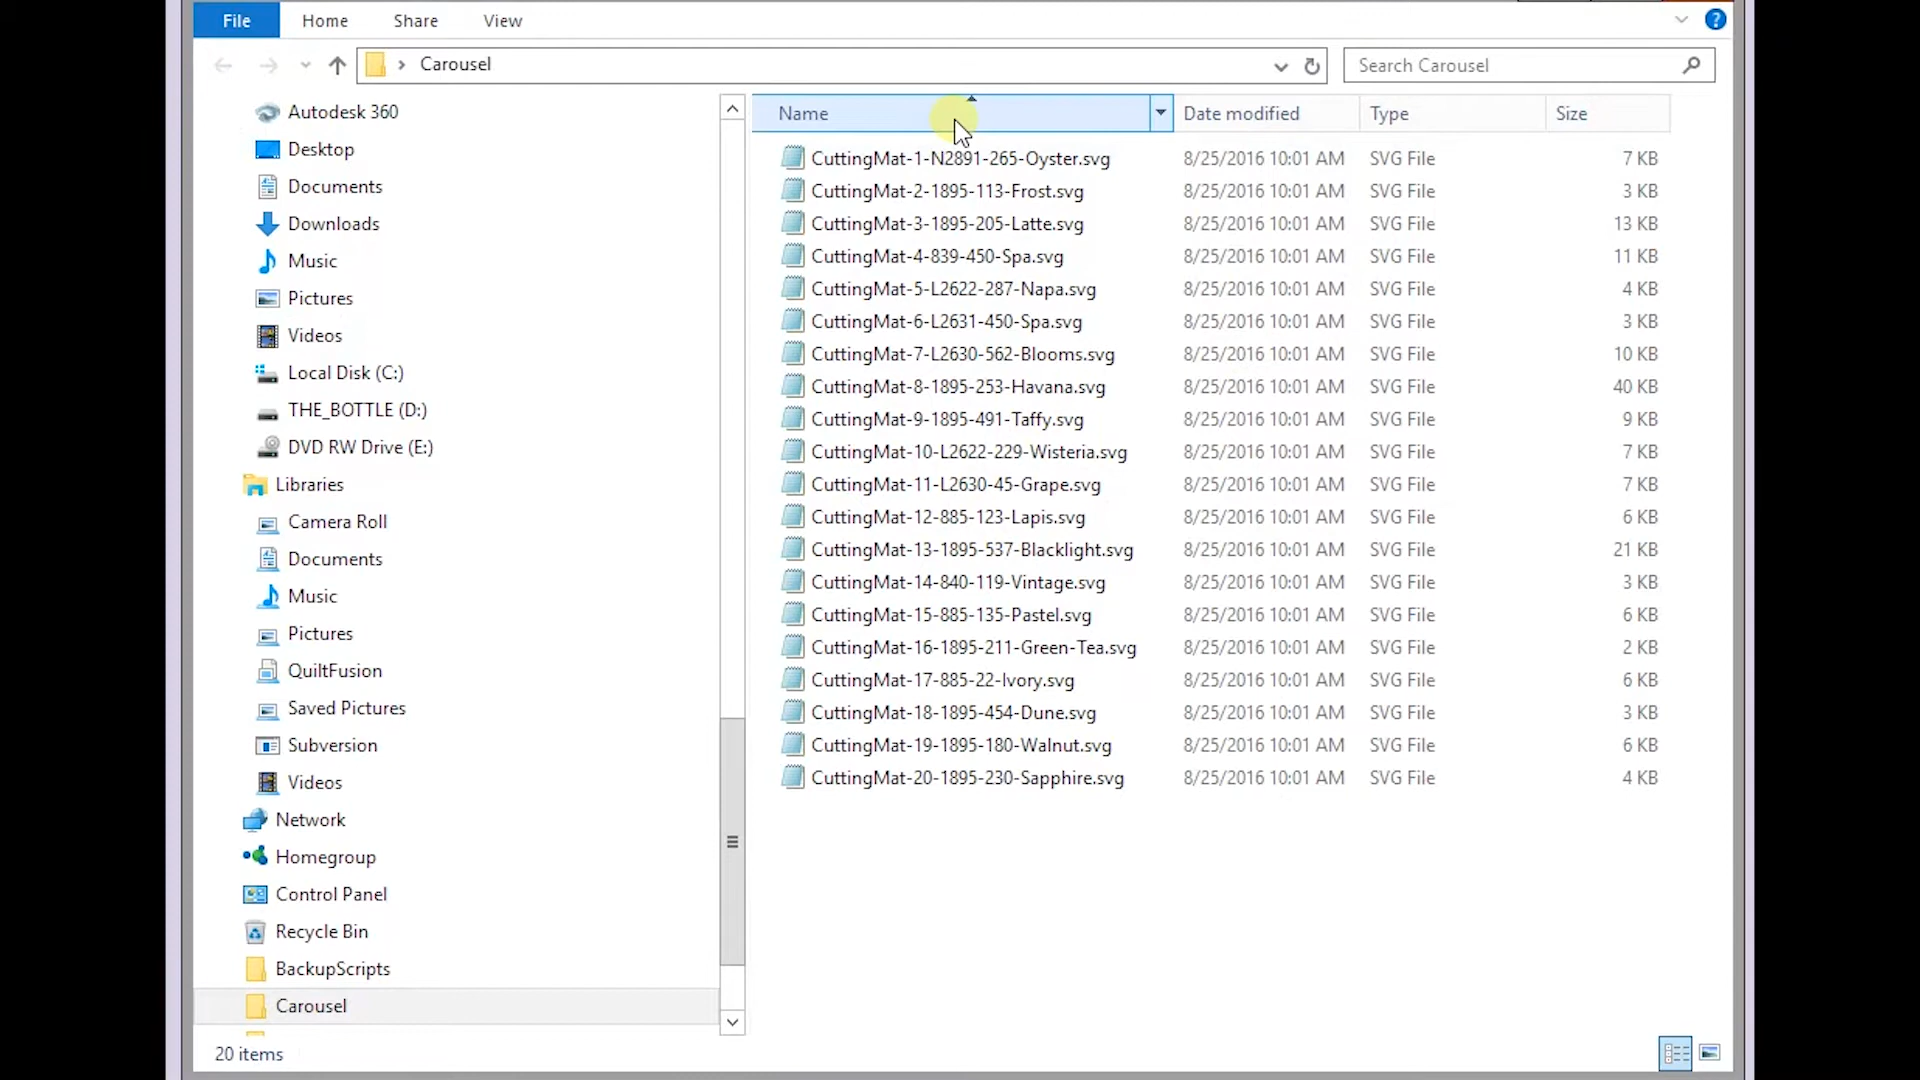 File Home Share View
Carousel
Search Carousel
Autodesk 360
Desktop
Documents
Downloads
Music
Pictures
Videos
Local Disk (C:)
THE_BOTTLE (D:)
DVD RW Drive (E:)
Libraries
Camera Roll
Documents
Music
Pictures
QuiltFusion
Saved Pictures
Subversion
Videos
Network
Homegroup
Control Panel
Recycle Bin
BackupScripts
Carousel
Name Date modified Type Size
CuttingMat-1-N2891-265-Oyster.svg 8/25/2016 10:01 AM SVG File 7 KB
CuttingMat-2-1895-113-Frost.svg 8/25/2016 10:01 AM SVG File 3 KB
CuttingMat-3-1895-205-Latte.svg 8/25/2016 10:01 AM SVG File 13 KB
CuttingMat-4-839-450-Spa.svg 8/25/2016 10:01 AM SVG File 11 KB
CuttingMat-5-L2622-287-Napa.svg 8/25/2016 10:01 AM SVG File 4 KB
CuttingMat-6-L2631-450-Spa.svg 8/25/2016 10:01 AM SVG File 3 KB
CuttingMat-7-L2630-562-Blooms.svg 8/25/2016 10:01 AM SVG File 10 KB
CuttingMat-8-1895-253-Havana.svg 8/25/2016 10:01 AM SVG File 40 KB
CuttingMat-9-1895-491-Taffy.svg 8/25/2016 10:01 AM SVG File 9 KB
CuttingMat-10-L2622-229-Wisteria.svg 8/25/2016 10:01 AM SVG File 7 KB
CuttingMat-11-L2630-45-Grape.svg 8/25/2016 10:01 AM SVG File 7 KB
CuttingMat-12-885-123-Lapis.svg 8/25/2016 10:01 AM SVG File 6 KB
CuttingMat-13-1895-537-Blacklight.svg 8/25/2016 10:01 AM SVG File 21 KB
CuttingMat-14-840-119-Vintage.svg 8/25/2016 10:01 AM SVG File 3 KB
CuttingMat-15-885-135-Pastel.svg 8/25/2016 10:01 AM SVG File 6 KB
CuttingMat-16-1895-211-Green-Tea.svg 8/25/2016 10:01 AM SVG File 2 KB
CuttingMat-17-885-22-Ivory.svg 8/25/2016 10:01 AM SVG File 6 KB
CuttingMat-18-1895-454-Dune.svg 8/25/2016 10:01 AM SVG File 3 KB
CuttingMat-19-1895-180-Walnut.svg 8/25/2016 10:01 AM SVG File 6 KB
CuttingMat-20-1895-230-Sapphire.svg 8/25/2016 10:01 AM SVG File 4 KB
20 items